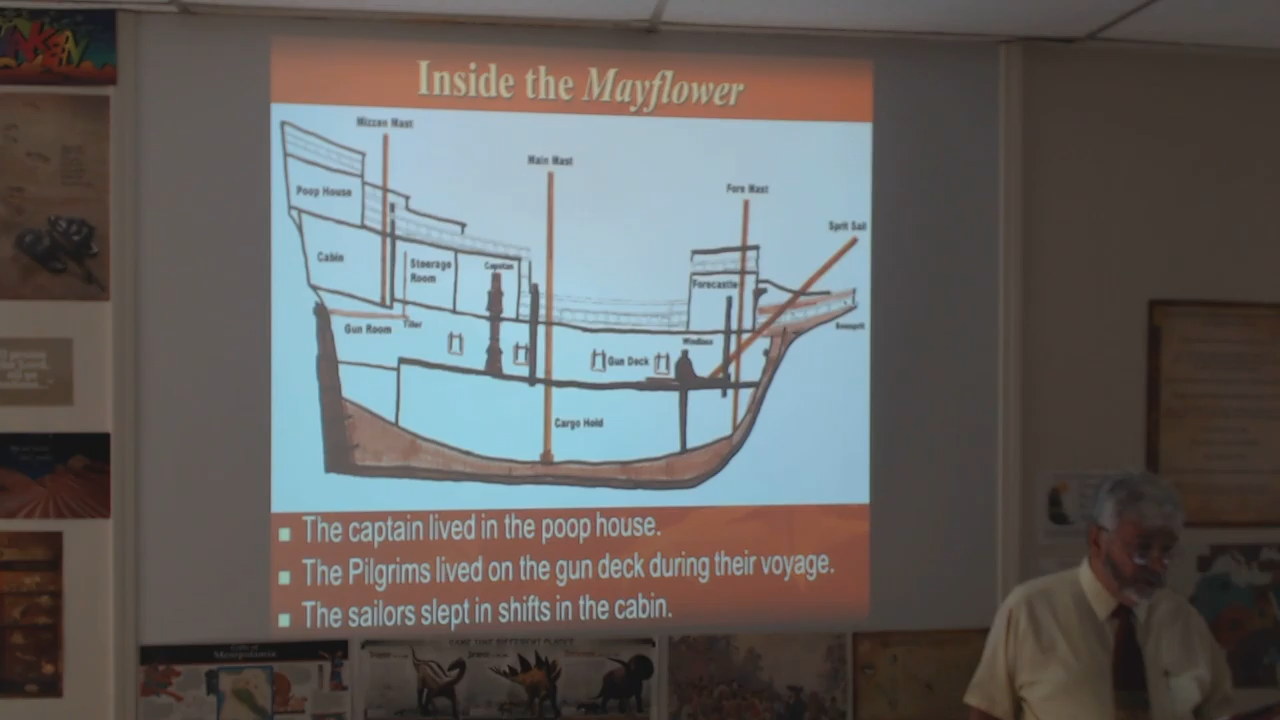 Inside the Mayflower
Mizzen Mast
Main Mast
Fore Mast
Sprit Sail
Poop House
Cabin
Steerage
Room
Capstan
Forecastle
Gun Room
Tiller
Bowsprit
Windlass
Gun Deck
Cargo Hold
The captain lived in the poop house.
The Pilgrims lived on the gun deck during their voyage.
The sailors slept in shifts in the cabin.
Mesopotamia